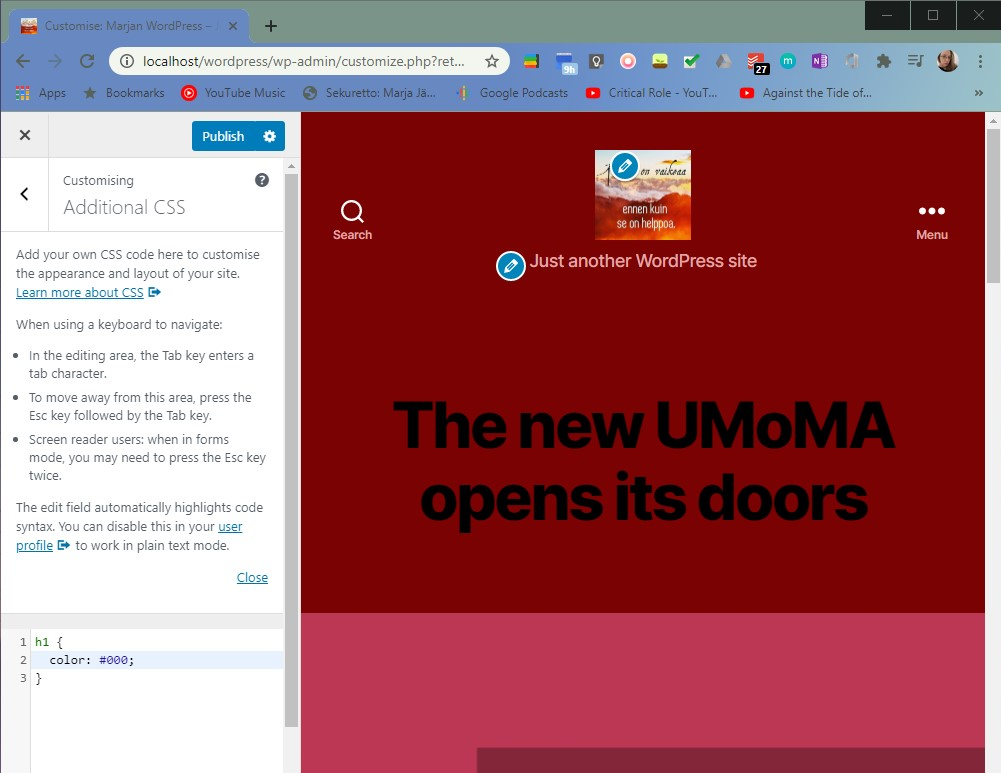 Customise: Marjan WordPress –
localhost/wordpress/wp-admin/customize.php?ret...
9h
27
m
Apps
Bookmarks
YouTube Music
Sekuretto: Marja Jä...
Google Podcasts
Critical Role - YouT...
Against the Tide of...
»
Publish
Customising
Additional CSS
Add your own CSS code here to customise
the appearance and layout of your site.
Learn more about CSS
When using a keyboard to navigate:
In the editing area, the Tab key enters a
tab character.
To move away from this area, press the
Esc key followed by the Tab key.
Screen reader users: when in forms
mode, you may need to press the Esc key
twice.
The edit field automatically highlights code
syntax. You can disable this in your user
profile to work in plain text mode.
Close
1 h1 {
2 color: #000;
3 }
on vaikeaa
ennen kuin
se on helppoa.
Search
Menu
Just another WordPress site
The new UMoMA
opens its doors